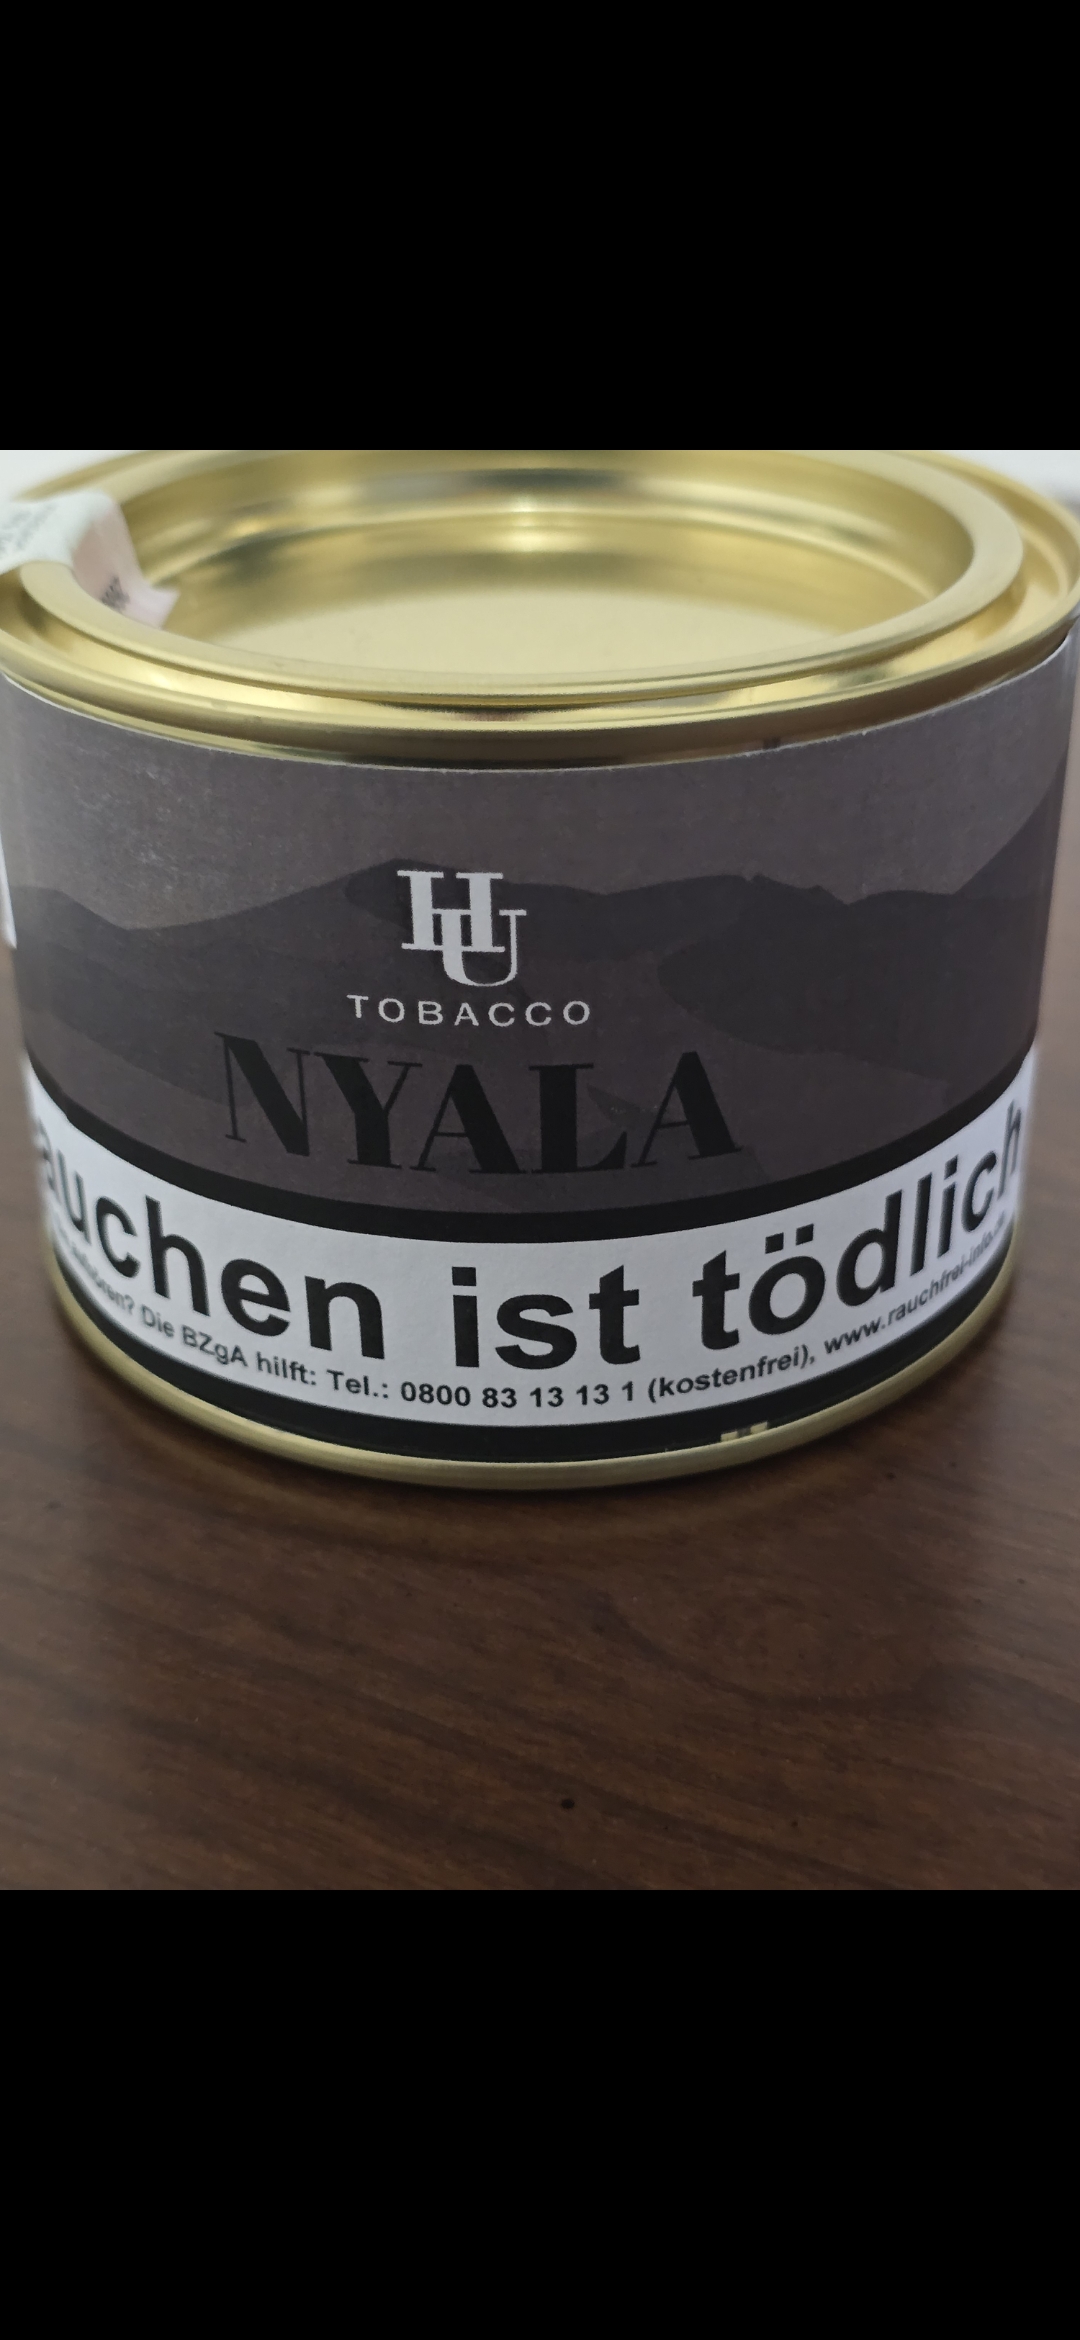 HU
TOBACCO
NYALA
auchen ist tödlich
Die BZgA hilft: Tel.: 0800 83 13 13 1 (kostenfrei), www.rauchfrei-info.